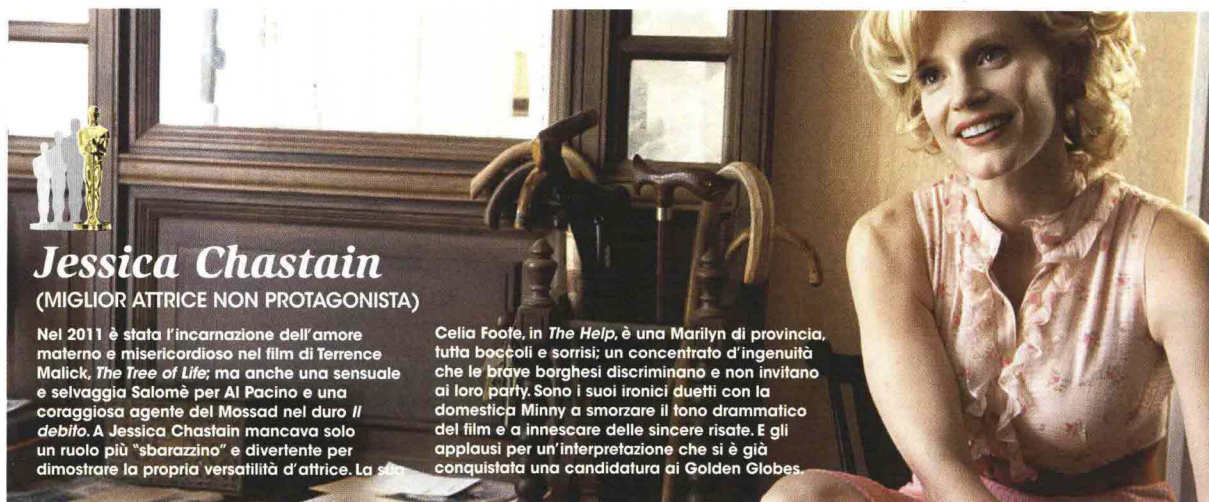 Jessica Chastain
(MIGLIOR ATTRICE NON PROTAGONISTA)
Nel 2011 è stata l'incarnazione dell'amore
materno e misericordioso nel film di Terrence
Malick, The Tree of Life; ma anche una sensuale
e selvaggia Salomè per Al Pacino e una
coraggiosa agente del Mossad nel duro Il
debito. A Jessica Chastain mancava solo
un ruolo più "sbarazzino" e divertente per
dimostrare la propria versatilità d'attrice. La sua
Celia Foote, in The Help, è una Marilyn di provincia,
tutta boccoli e sorrisi; un concentrato d'ingenuità
che le brave borghesi discriminano e non invitano
ai loro party. Sono i suoi ironici duetti con la
domestica Minny a smorzare il tono drammatico
del film e a innescare delle sincere risate. E gli
applausi per un'interpretazione che si è già
conquistata una candidatura ai Golden Globes.